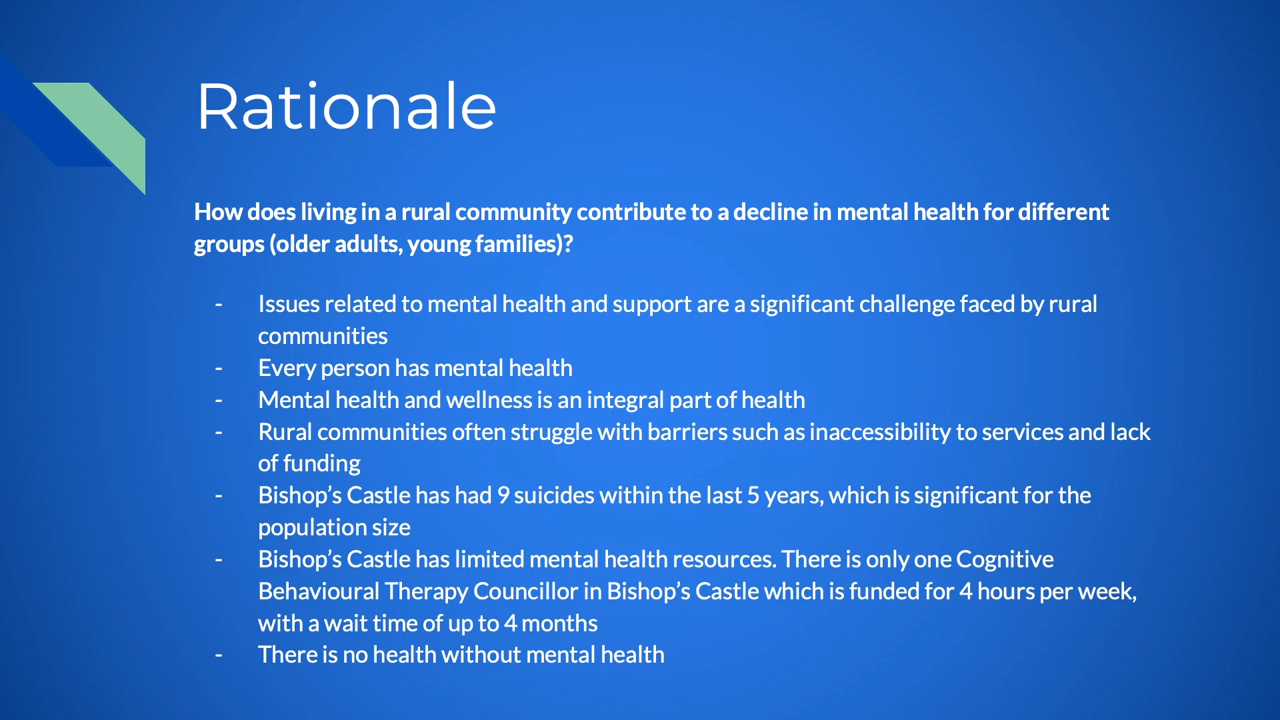 Rationale
How does living in a rural community contribute to a decline in mental health for different
groups (older adults, young families)?
- Issues related to mental health and support are a significant challenge faced by rural
communities
- Every person has mental health
- Mental health and wellness is an integral part of health
- Rural communities often struggle with barriers such as inaccessibility to services and lack
of funding
- Bishop’s Castle has had 9 suicides within the last 5 years, which is significant for the
population size
- Bishop’s Castle has limited mental health resources. There is only one Cognitive
Behavioural Therapy Councillor in Bishop’s Castle which is funded for 4 hours per week,
with a wait time of up to 4 months
- There is no health without mental health